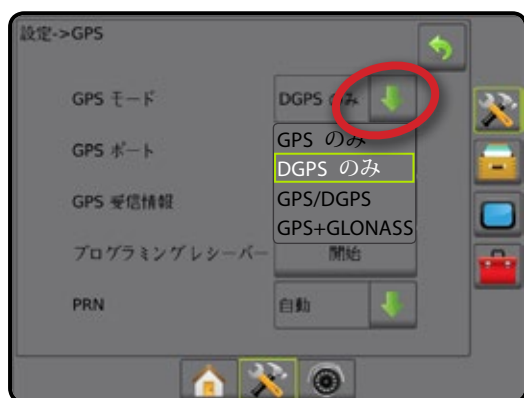 設定->GPS
GPS モード
DGPS のみ
GPS ポート
GPS のみ
DGPS のみ
GPS 受信情報
GPS/DGPS
GPS+GLONASS
プログラミングレシーバー
開始
PRN
自動